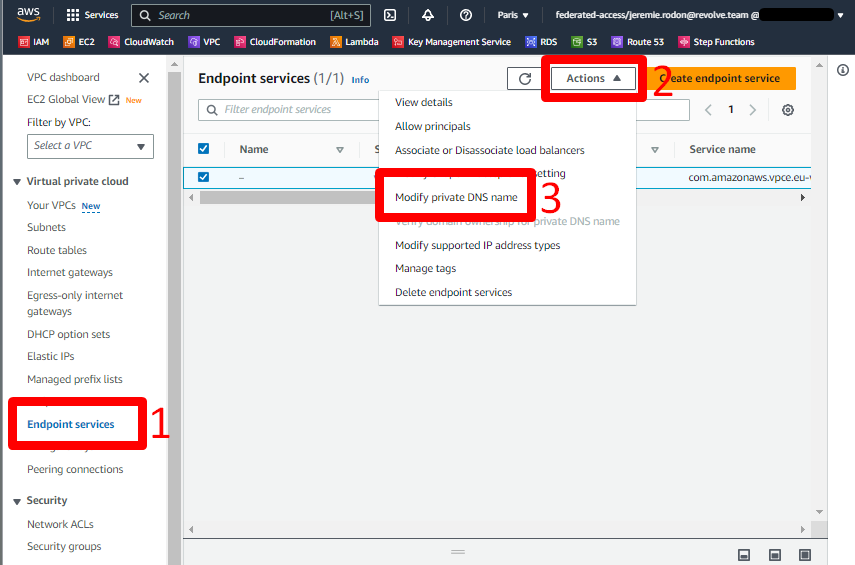 aws
Services
Search
[Alt+S]
Paris
federated-access/jeremie.rodon@revolve.team @
IAM
EC2
CloudWatch
VPC
CloudFormation
Lambda
Key Management Service
RDS
S3
Route 53
Step Functions
VPC dashboard
EC2 Global View
New
Filter by VPC:
Select a VPC
Virtual private cloud
Your VPCs New
Subnets
Route tables
Internet gateways
Egress-only internet
gateways
DHCP option sets
Elastic IPs
Managed prefix lists
Endpoint services
1
Peering connections
Security
Network ACLs
Security groups
Endpoint services (1/1) Info
Actions
2
Create endpoint service
Filter endpoint services
1
Name
Service name
–
com.amazonaws.vpce.eu-
View details
Allow principals
Associate or Disassociate load balancers
setting
Modify private DNS name
3
Verify domain ownership for private DNS name
Modify supported IP address types
Manage tags
Delete endpoint services